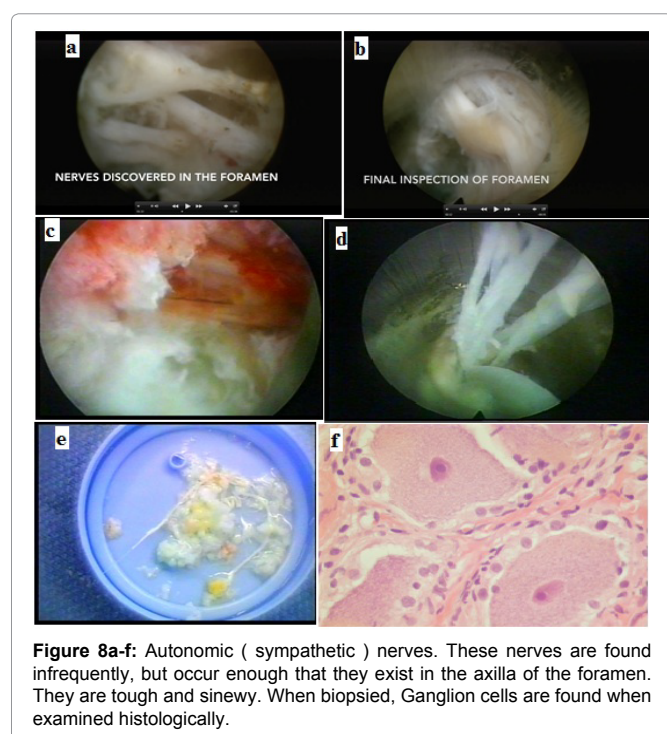 a
b
NERVES DISCOVERED IN THE FORAMEN
FINAL INSPECTION OF FORAMEN
c
d
e
f
Figure 8a-f: Autonomic ( sympathetic ) nerves. These nerves are found
infrequently, but occur enough that they exist in the axilla of the foramen.
They are tough and sinewy. When biopsied, Ganglion cells are found when
examined histologically.